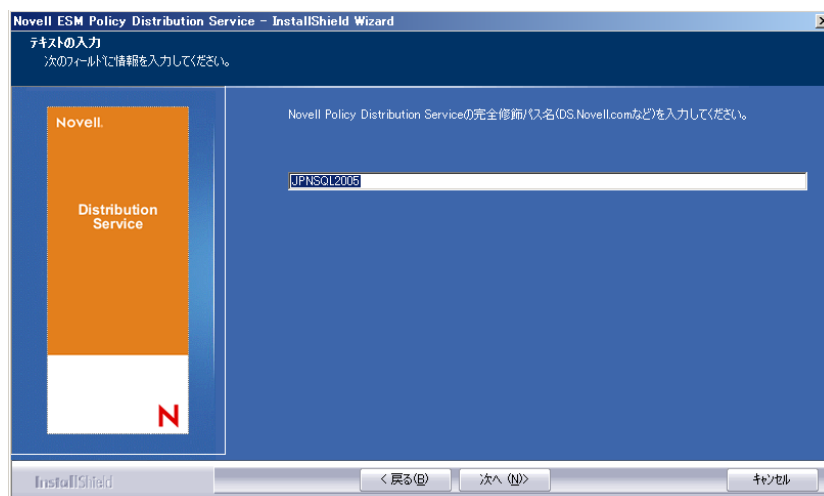 Novell ESM Policy Distribution Service - InstallShield Wizard
テキストの入力
次のフィールドに情報を入力してください。
Novell.
Distribution
Service
N
Novell Policy Distribution Serviceの完全修飾パス名(DS.Novell.comなど)を入力してください。
JPNSQL2005
InstallShield
< 戻る(B)
次へ (N)>
キャンセル